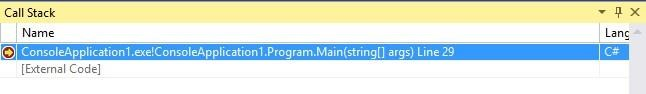 Call Stack
Name Lang
ConsoleApplication1.exe!ConsoleApplication1.Program.Main(string[] args) Line 29 C#
[External Code]